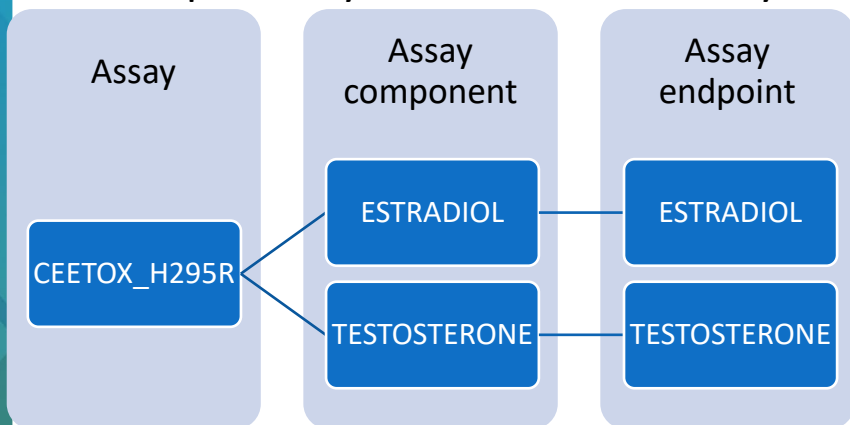 Assay
Assay
component
Assay
endpoint
CEETOX_H295R
ESTRADIOL
ESTRADIOL
TESTOSTERONE
TESTOSTERONE